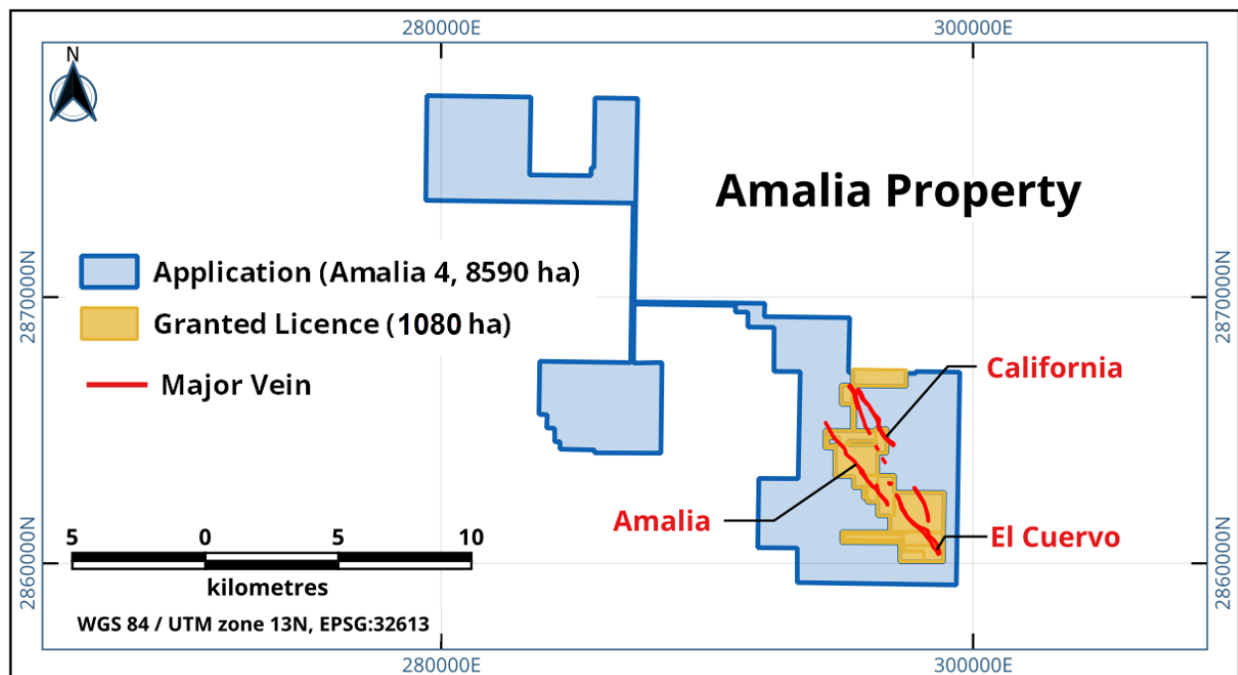 280000E
300000E
N
Amalia Property
2870000N
2870000N
Application (Amalia 4, 8590 ha)
Granted Licence (1080 ha)
Major Vein
California
Amalia
El Cuervo
5 0 5 10
kilometres
2860000N
2860000N
WGS 84 / UTM zone 13N, EPSG:32613
280000E
300000E